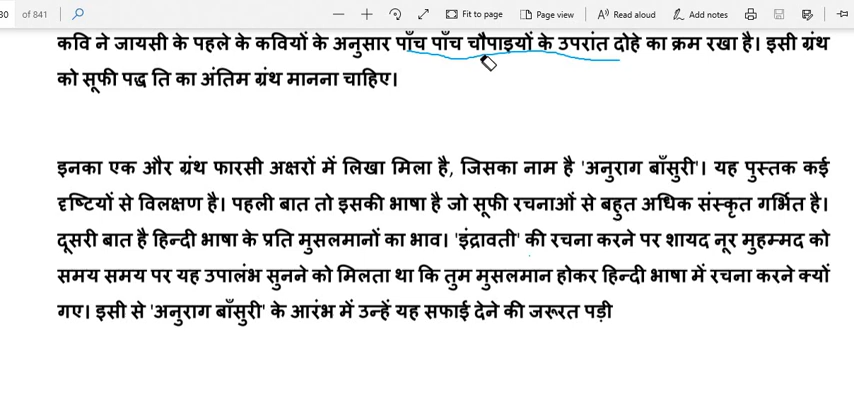 30 of 841 Fit to page Page view Read aloud Add notes
कवि ने जायसी के पहले के कवियों के अनुसार पाँच पाँच चौपाइयों के उपरांत दोहे का क्रम रखा है। इसी ग्रंथ
को सूफी पद्ध ति का अंतिम ग्रंथ मानना चाहिए।
इनका एक और ग्रंथ फारसी अक्षरों में लिखा मिला है, जिसका नाम है 'अनुराग बाँसुरी'। यह पुस्तक कई
दृष्टियों से विलक्षण है। पहली बात तो इसकी भाषा है जो सूफी रचनाओं से बहुत अधिक संस्कृत गर्भित है।
दूसरी बात है हिन्दी भाषा के प्रति मुसलमानों का भाव। 'इंद्रावती' की रचना करने पर शायद नूर मुहम्मद को
समय समय पर यह उपालंभ सुनने को मिलता था कि तुम मुसलमान होकर हिन्दी भाषा में रचना करने क्यों
गए। इसी से 'अनुराग बाँसुरी' के आरंभ में उन्हें यह सफाई देने की जरूरत पड़ी